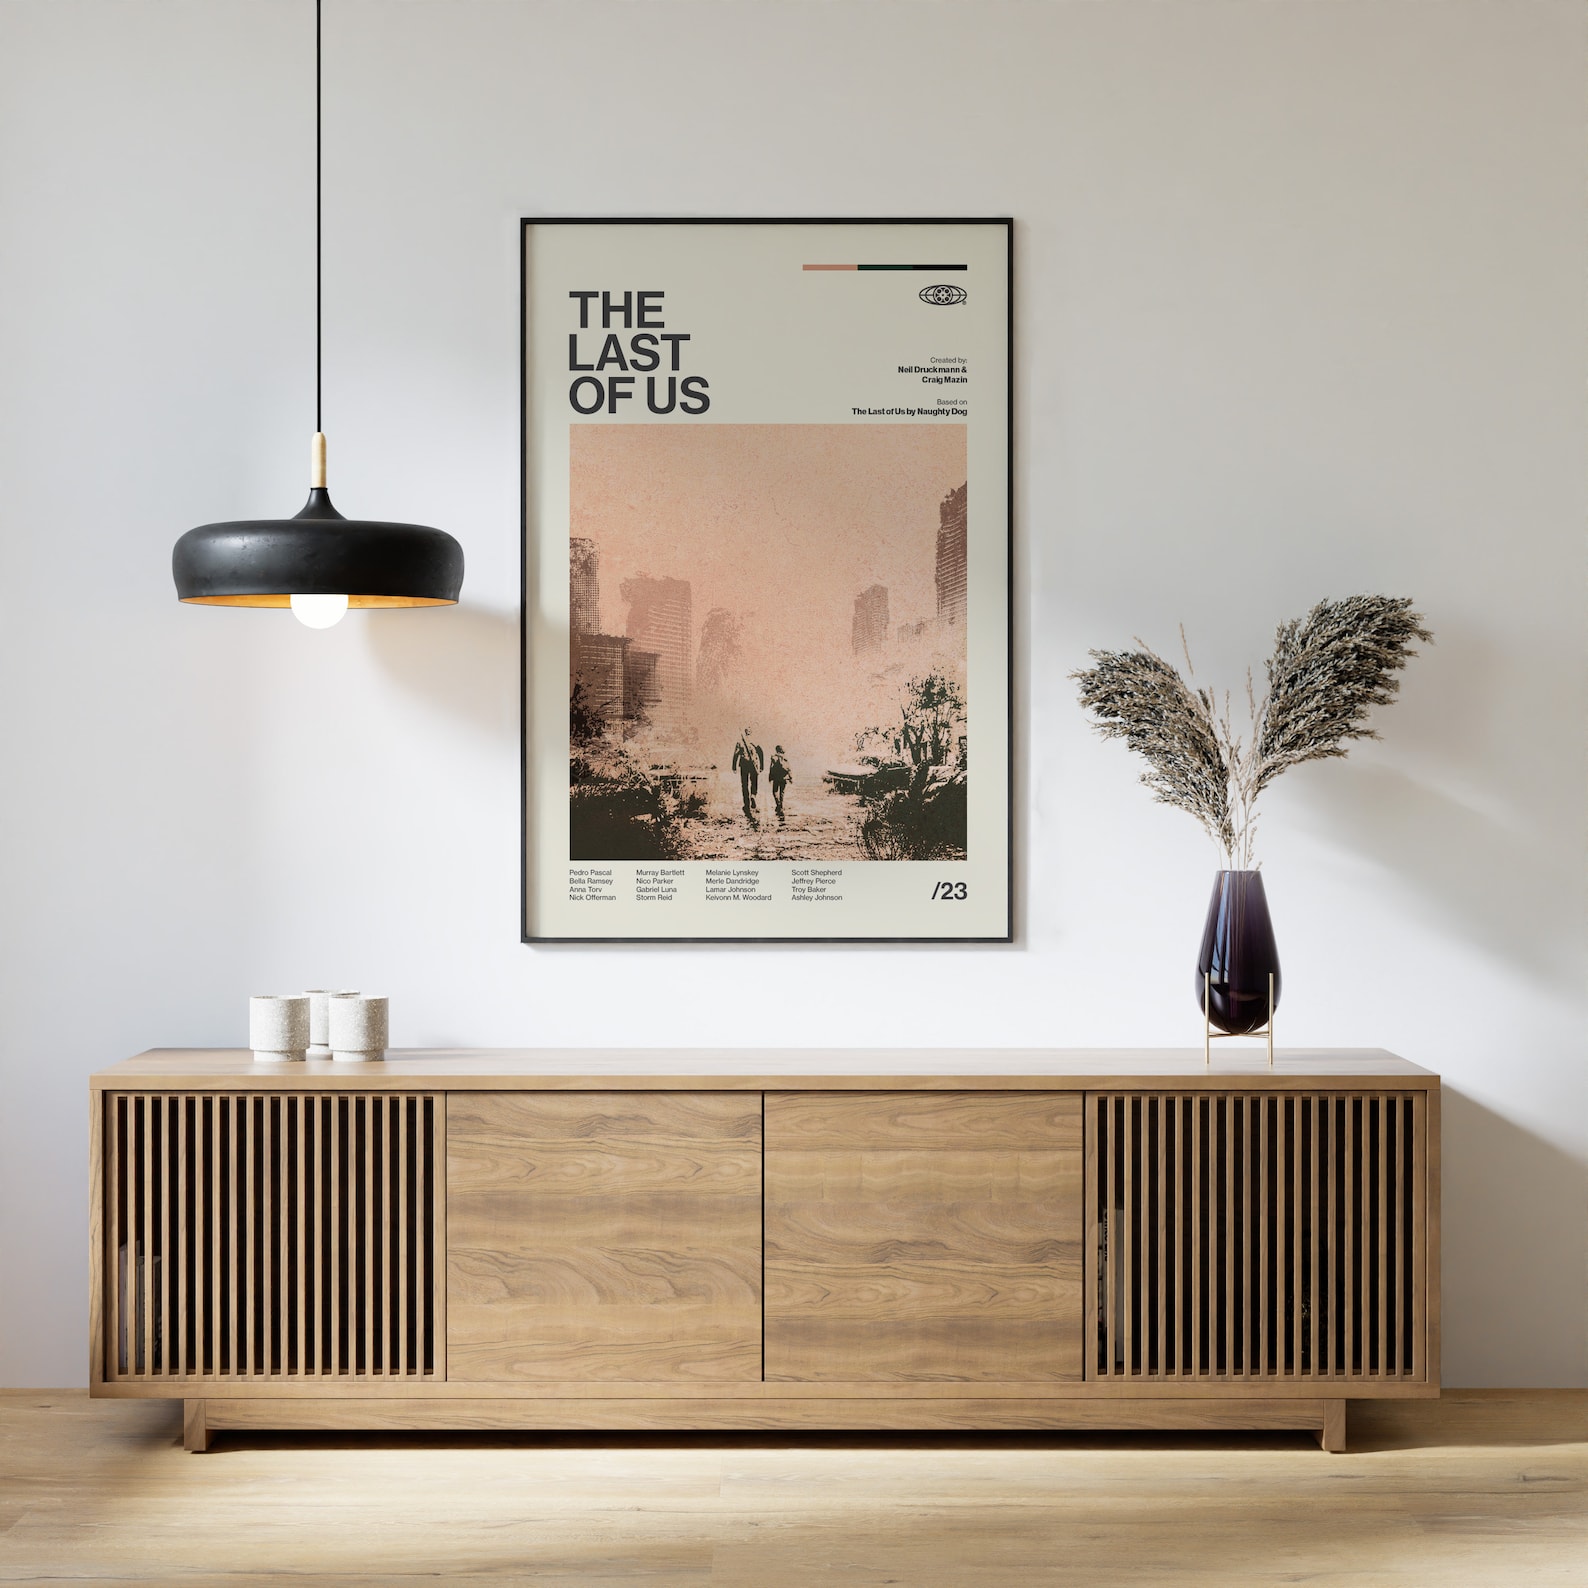 THE
LAST
OF US
Created by:
Neil Druckmann &
Craig Mazin
Based on
The Last of Us by Naughty Dog
Pedro Pascal
Bella Ramsey
Anna Torv
Nick Offerman
Murray Bartlett
Nico Parker
Gabriel Luna
Storm Reid
Melanie Lynskey
Merle Dandridge
Lamar Johnson
Keivonn M. Woodard
Scott Shepherd
Jeffrey Pierce
Troy Baker
Ashley Johnson
/23